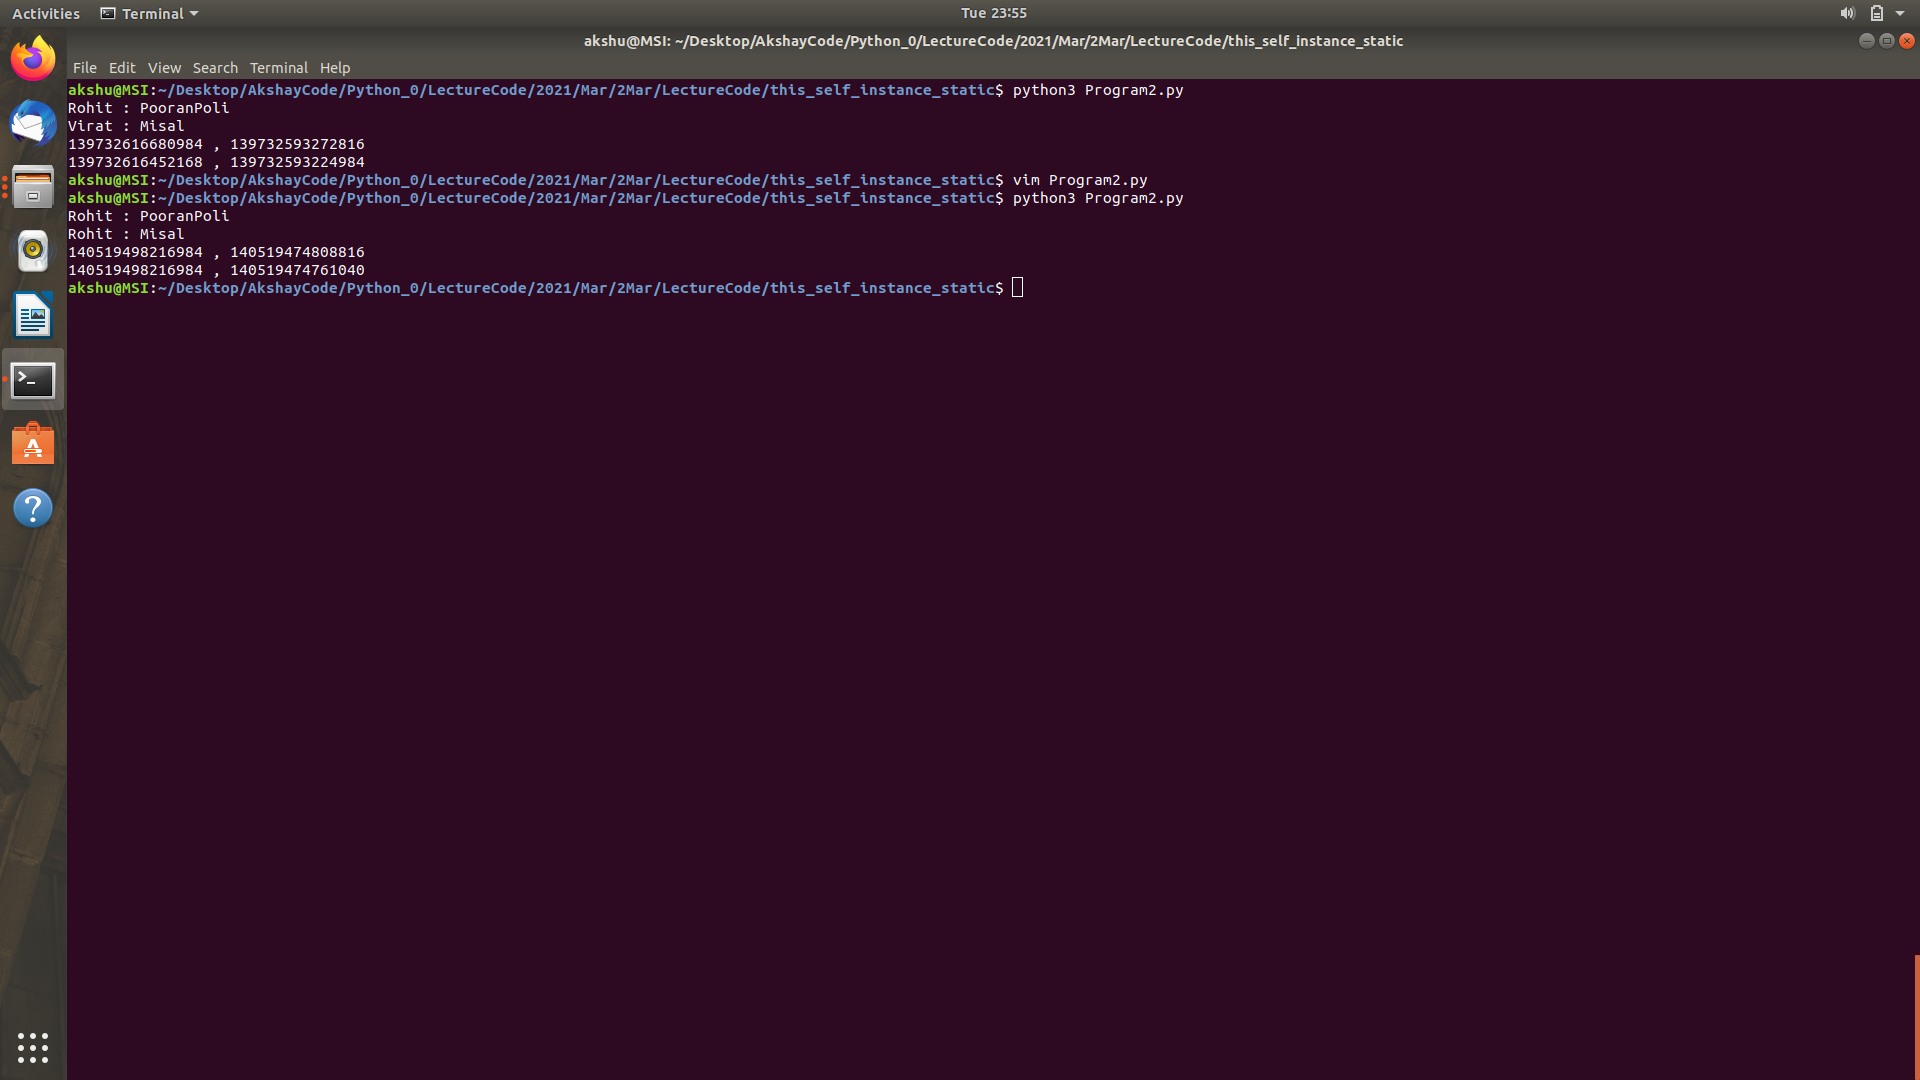 Activities Terminal Tue 23:55
akshu@MSI: ~/Desktop/AkshayCode/Python_0/LectureCode/2021/Mar/2Mar/LectureCode/this_self_instance_static
File Edit View Search Terminal Help
akshu@MSI:~/Desktop/AkshayCode/Python_0/LectureCode/2021/Mar/2Mar/LectureCode/this_self_instance_static$ python3 Program2.py
Rohit : PooranPoli
Virat : Misal
139732616680984 , 139732593272816
139732616452168 , 139732593224984
akshu@MSI:~/Desktop/AkshayCode/Python_0/LectureCode/2021/Mar/2Mar/LectureCode/this_self_instance_static$ vim Program2.py
akshu@MSI:~/Desktop/AkshayCode/Python_0/LectureCode/2021/Mar/2Mar/LectureCode/this_self_instance_static$ python3 Program2.py
Rohit : PooranPoli
Rohit : Misal
140519498216984 , 140519474808816
140519498216984 , 140519474761040
akshu@MSI:~/Desktop/AkshayCode/Python_0/LectureCode/2021/Mar/2Mar/LectureCode/this_self_instance_static$